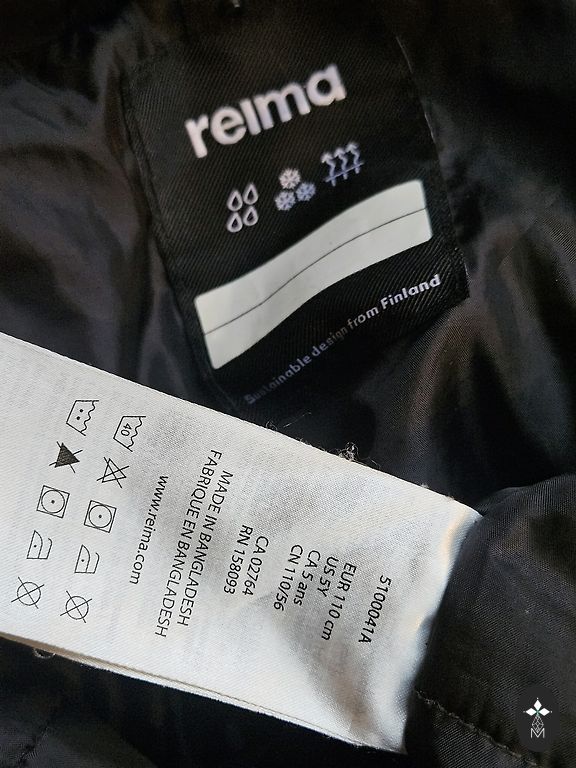 reima
Sustainable design from Finland
5100041A
EUR 110 cm
US 5Y
CA 5 ans
CN 110/56
CA 02764
RN 158093
MADE IN BANGLADESH
FABRIQUE EN BANGLADESH
www.reima.com
40
M